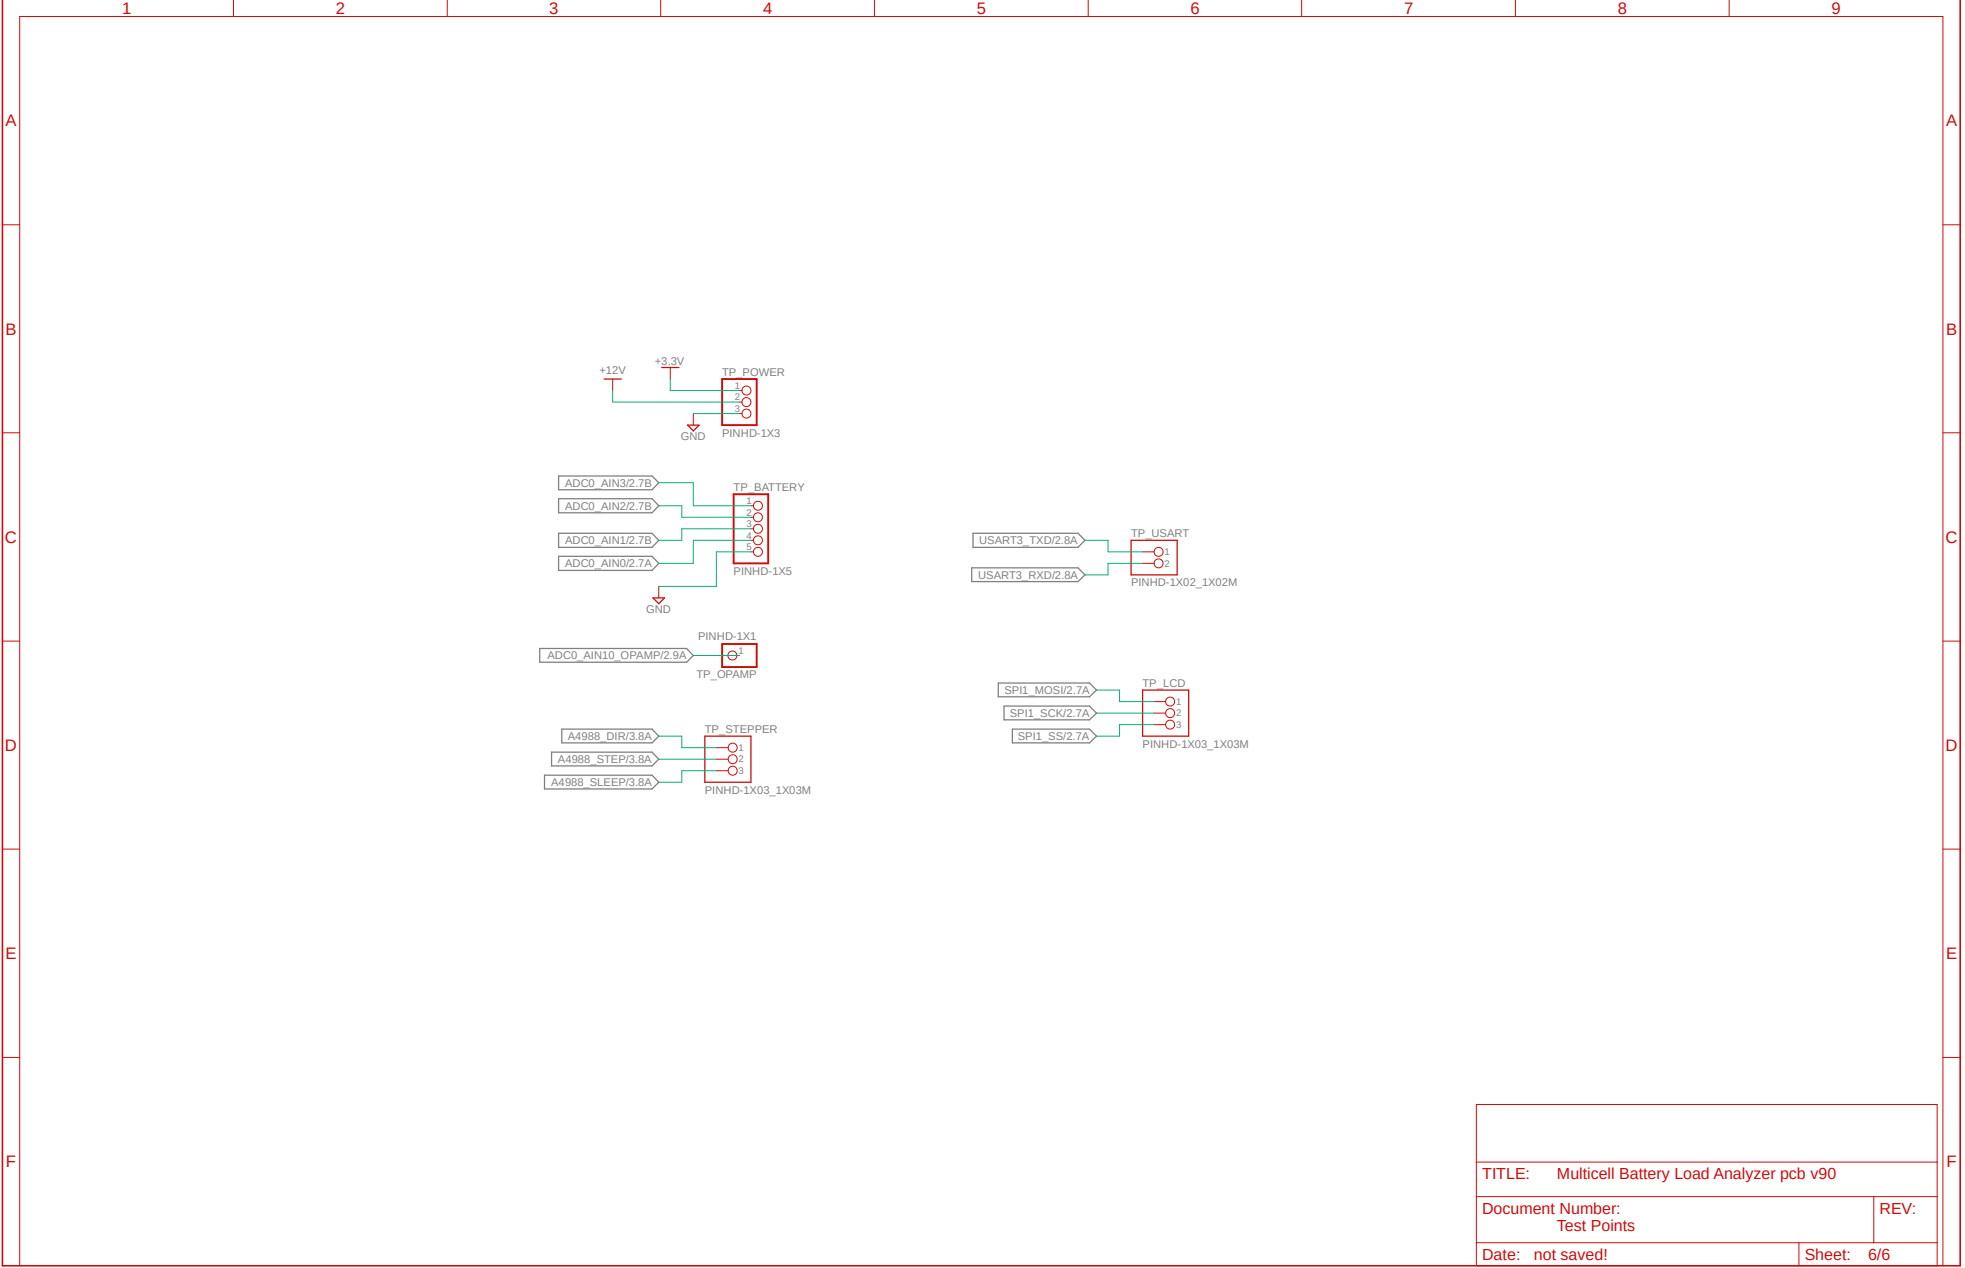 1 2 3 4 5 6 7 8 9
A A
B B
+12V
+3.3V
TP_POWER
1
2
3
GND
PINHD-1X3
C C
ADC0_AIN3/2.7B
ADC0_AIN2/2.7B
ADC0_AIN1/2.7B
ADC0_AIN0/2.7A
TP_BATTERY
1
2
3
4
5
PINHD-1X5
GND
USART3_TXD/2.8A
USART3_RXD/2.8A
TP_USART
1
2
PINHD-1X02_1X02M
PINHD-1X1
ADC0_AIN10_OPAMP/2.9A
1
TP_OPAMP
SPI1_MOSI/2.7A
SPI1_SCK/2.7A
SPI1_SS/2.7A
TP_LCD
1
2
3
PINHD-1X03_1X03M
D D
A4988_DIR/3.8A
A4988_STEP/3.8A
A4988_SLEEP/3.8A
TP_STEPPER
1
2
3
PINHD-1X03_1X03M
E E
F F
TITLE: Multicell Battery Load Analyzer pcb v90
Document Number: REV:
Test Points
Date: not saved! Sheet: 6/6